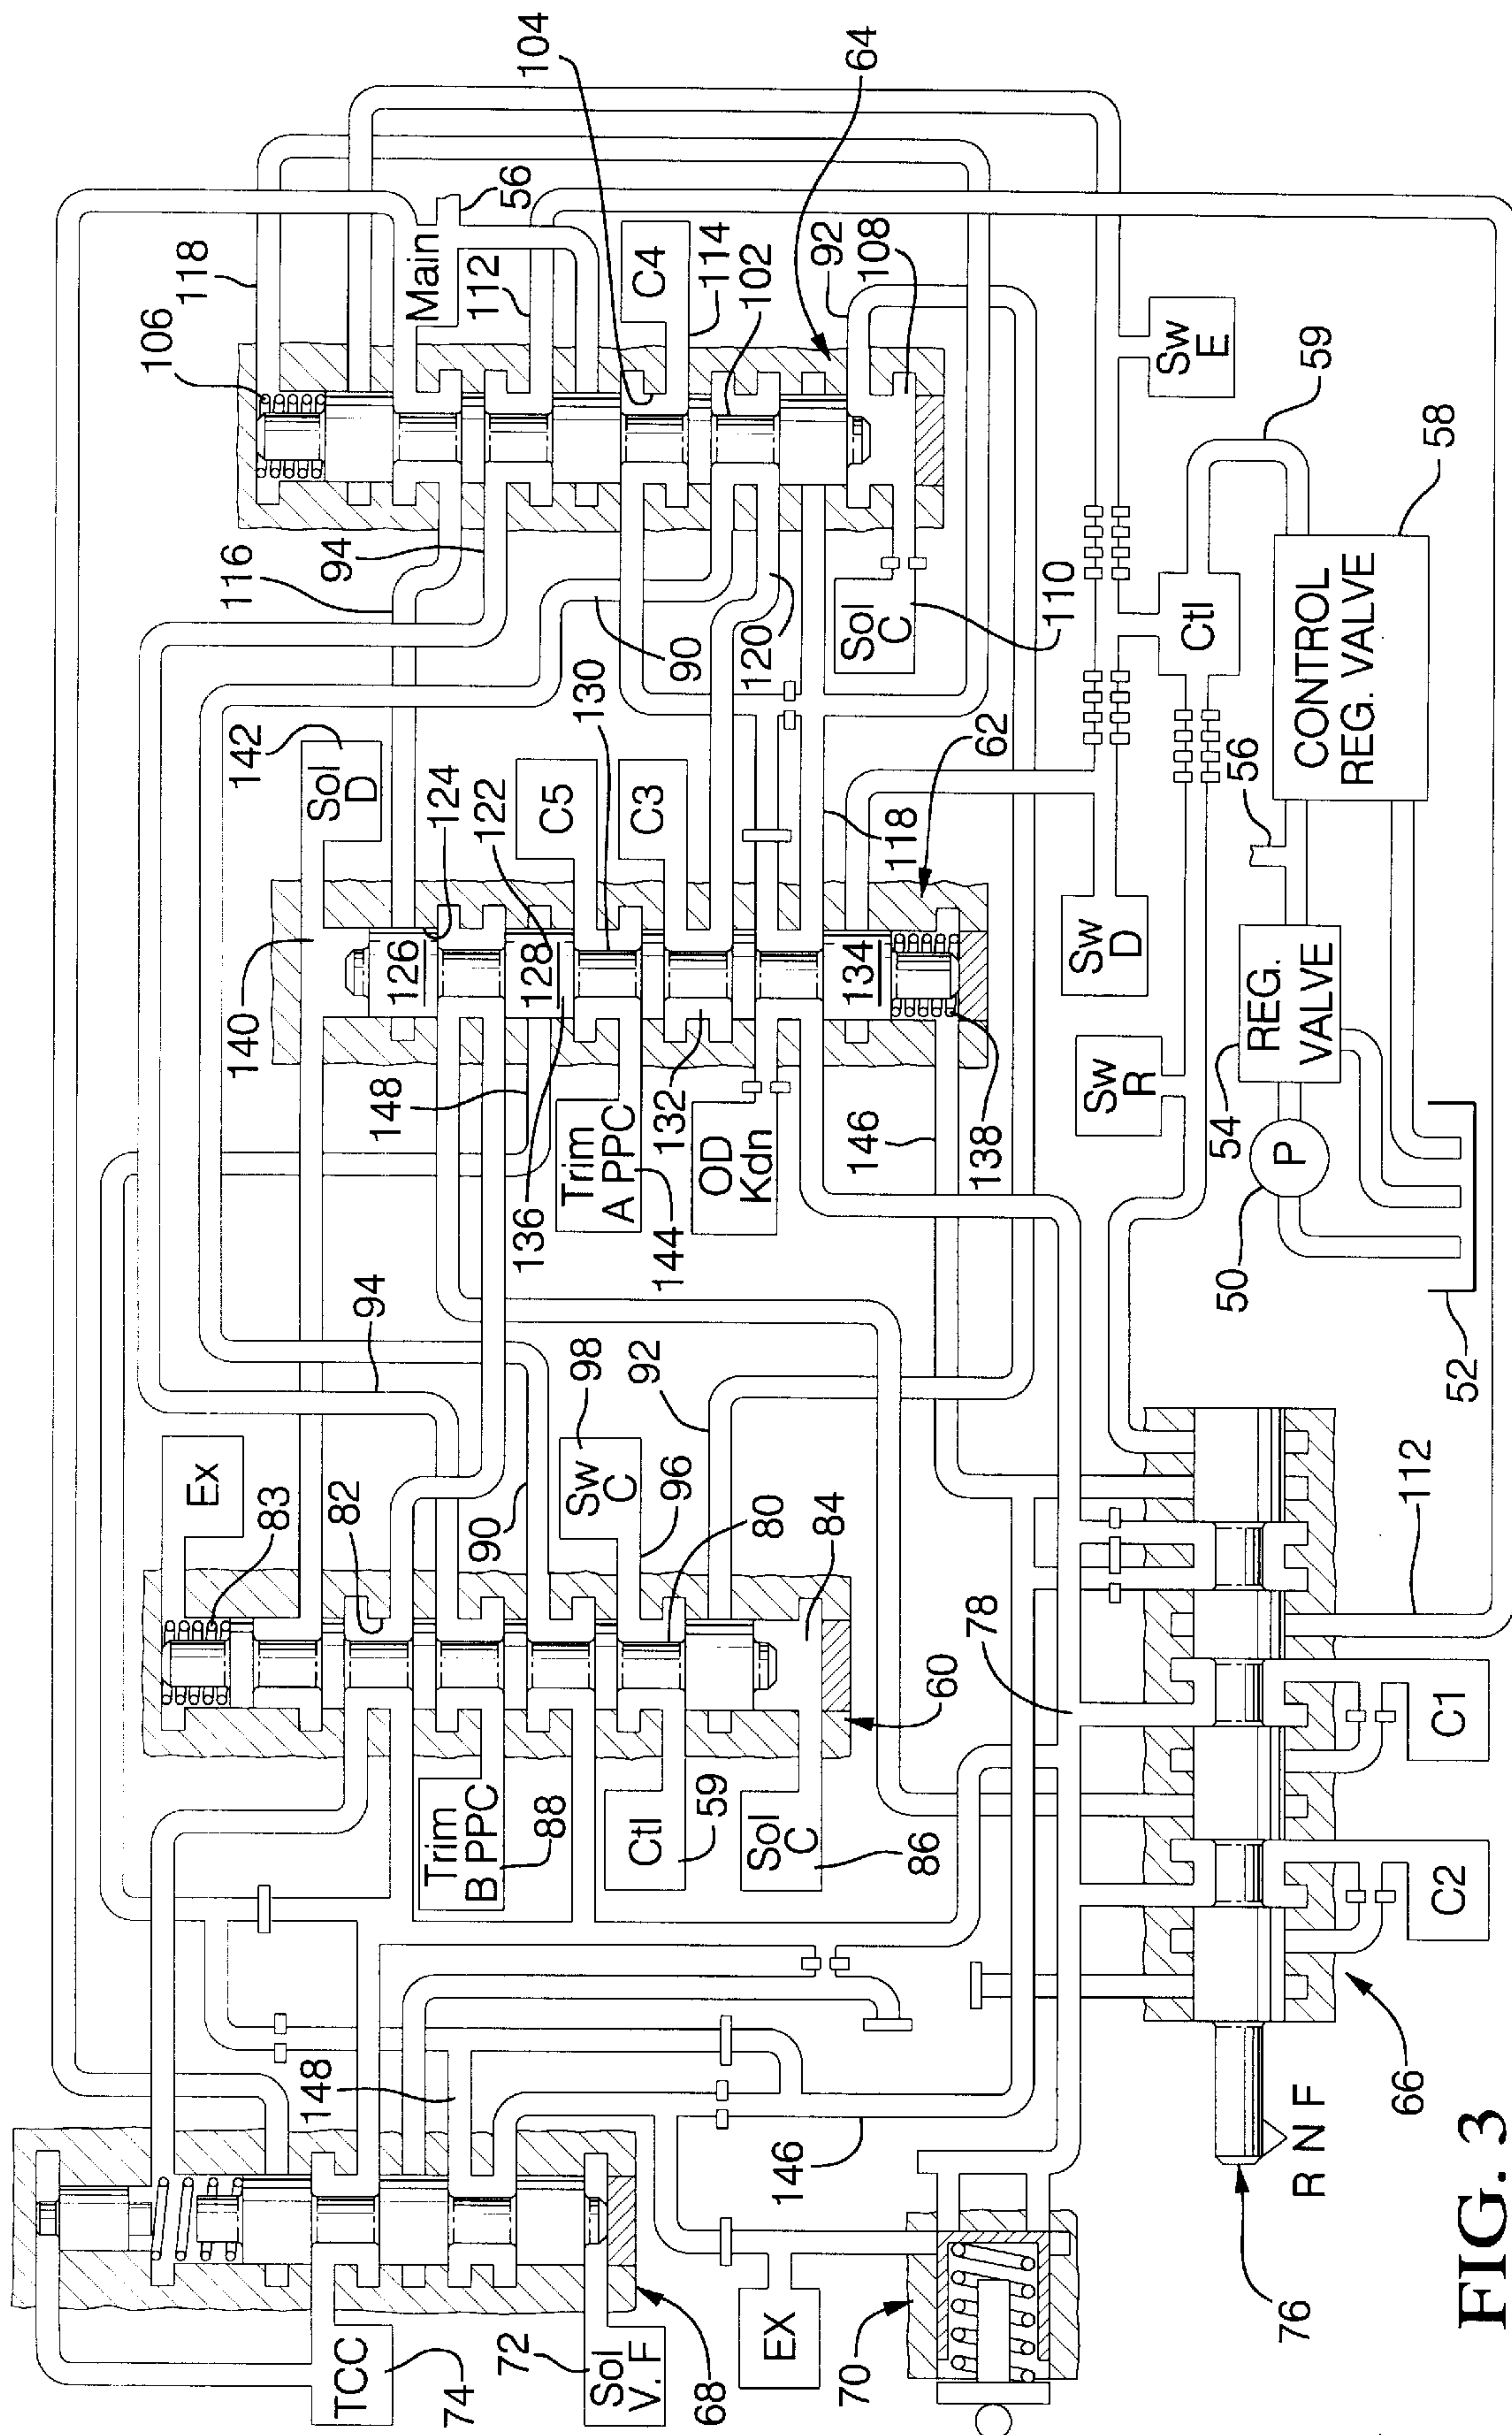 104
64
118
106
Main
56
112
C4
114
102
92
108
116
94
Sw
E
59
58
142
Sol
D
124
122
130
90
120
Sol
C
110
Ctl
CONTROL
REG. VALVE
126
128
C5
C3
62
118
134
56
140
148
136
Trim
A PPC
144
132
OD
Kdn
146
138
Sw
D
Sw
R
REG.
VALVE
54
P
50
52
94
Ex
83
82
90
98
Sw
C
96
92
80
84
60
78
112
Trim
B PPC
88
Ctl
59
Sol
C
86
C1
C2
66
148
146
TCC
74
72
Sol
V. F
68
EX
70
R N F
76
FIG. 3